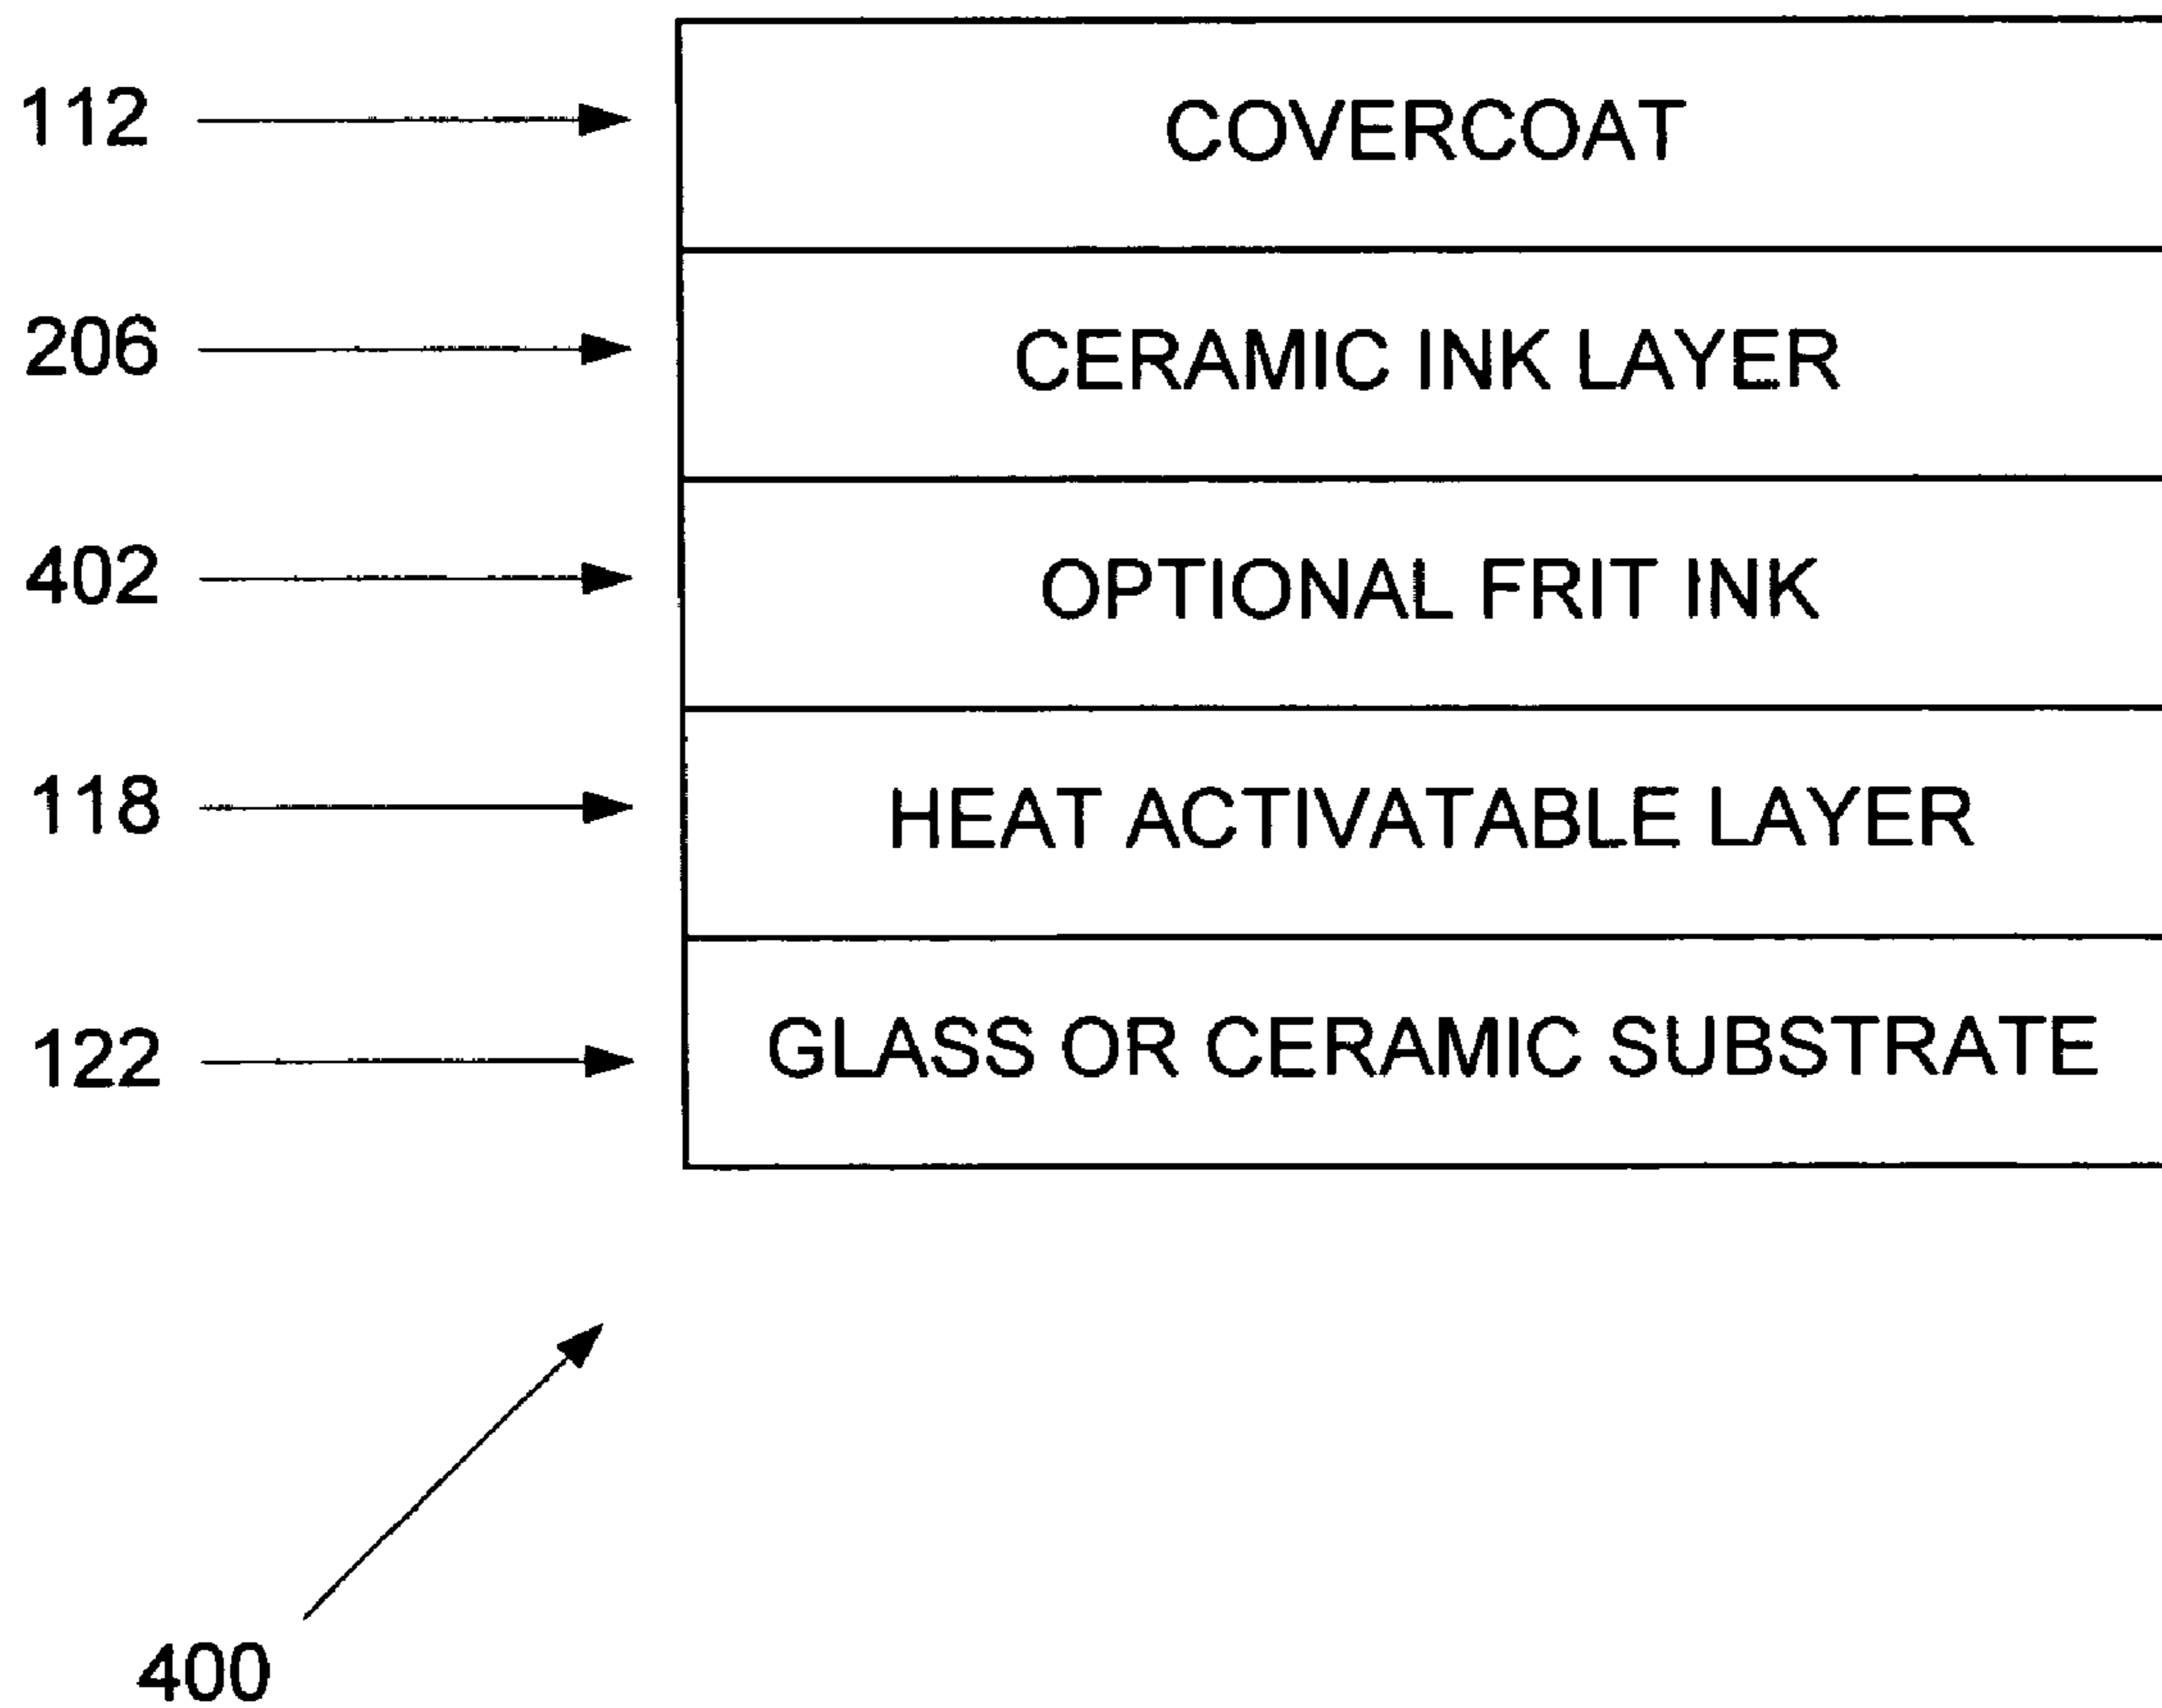 112 COVERCOAT
206 CERAMIC INK LAYER
402 OPTIONAL FRIT INK
118 HEAT ACTIVATABLE LAYER
122 GLASS OR CERAMIC SUBSTRATE
400